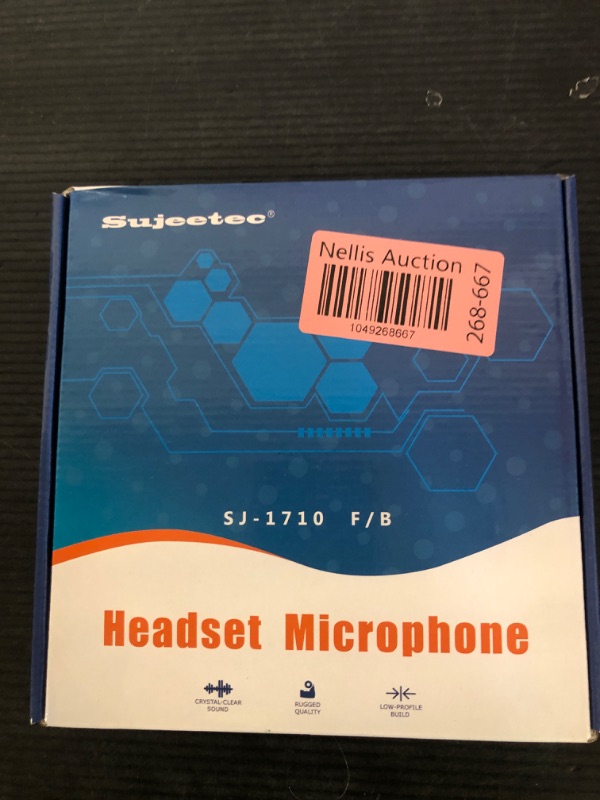 Sujeetec®
Nellis Auction
1049268667
268-667
SJ-1710 F/B
Headset Microphone
CRYSTAL-CLEAR
SOUND
RUGGED
QUALITY
LOW-PROFILE
BUILD